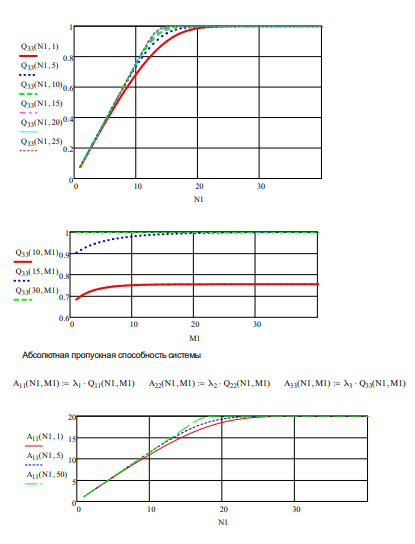 1
Q₃₃(N1, 1)
Q₃₃(N1, 5)
0.8
Q₃₃(N1, 10)
0.6
Q₃₃(N1, 15)
0.4
Q₃₃(N1, 20)
Q₃₃(N1, 25)
0.2
0
0 10 20 30
N1
1
Q₃₃(10, M1)
0.9
Q₃₃(15, M1)
0.8
Q₃₃(30, M1)
0.7
0.6
0 10 20 30
M1
Абсолютная пропускная способность системы
A₁₁(N1, M1) := λ₁ · Q₁₁(N1, M1) A₂₂(N1, M1) := λ₂ · Q₂₂(N1, M1) A₃₃(N1, M1) := λ₃ · Q₃₃(N1, M1)
20
A₁₁(N1, 1)
15
A₁₁(N1, 5)
10
A₁₁(N1, 50)
5
0
0 10 20 30
N1